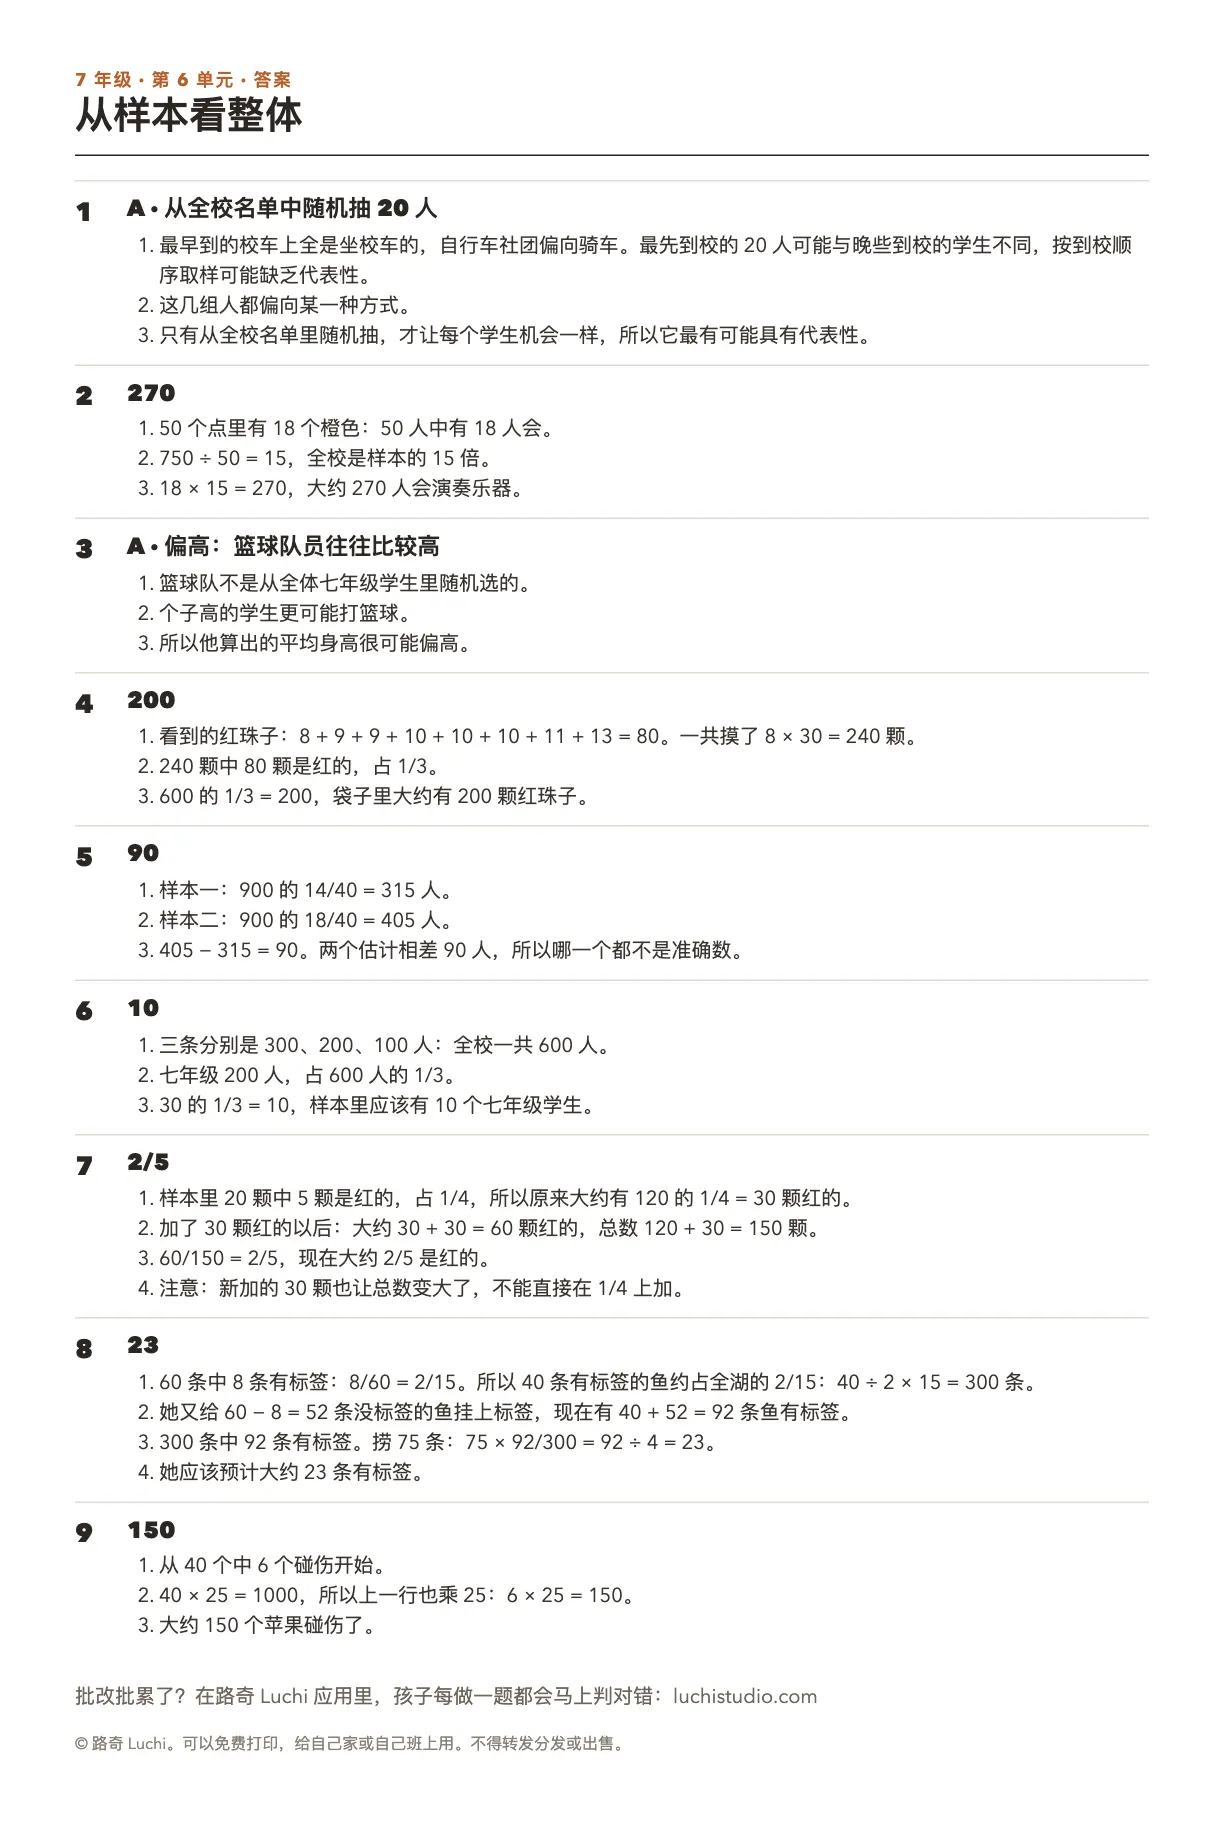 7 年级 · 第 6 单元 · 答案
从样本看整体
1 A · 从全校名单中随机抽 20 人
1. 最早到的校车上全是坐校车的，自行车社团偏向骑车。最先到校的 20 人可能与晚些到校的学生不同，按到校顺
序取样可能缺乏代表性。
2. 这几组人都偏向某一种方式。
3. 只有从全校名单里随机抽，才让每个学生机会一样，所以它最有可能具有代表性。
2 270
1. 50 个点里有 18 个橙色：50 人中有 18 人会。
2. 750 ÷ 50 = 15，全校是样本的 15 倍。
3. 18 × 15 = 270，大约 270 人会演奏乐器。
3 A · 偏高：篮球队员往往比较高
1. 篮球队不是从全体七年级学生里随机选的。
2. 个子高的学生更可能打篮球。
3. 所以他算出的平均身高很可能偏高。
4 200
1. 看到的红珠子：8 + 9 + 9 + 10 + 10 + 10 + 11 + 13 = 80。一共摸了 8 × 30 = 240 颗。
2. 240 颗中 80 颗是红的，占 1/3。
3. 600 的 1/3 = 200，袋子里大约有 200 颗红珠子。
5 90
1. 样本一：900 的 14/40 = 315 人。
2. 样本二：900 的 18/40 = 405 人。
3. 405 − 315 = 90。两个估计相差 90 人，所以哪一个都不是准确数。
6 10
1. 三条分别是 300、200、100 人：全校一共 600 人。
2. 七年级 200 人，占 600 人的 1/3。
3. 30 的 1/3 = 10，样本里应该有 10 个七年级学生。
7 2/5
1. 样本里 20 颗中 5 颗是红的，占 1/4，所以原来大约有 120 的 1/4 = 30 颗红的。
2. 加了 30 颗红的以后：大约 30 + 30 = 60 颗红的，总数 120 + 30 = 150 颗。
3. 60/150 = 2/5，现在大约 2/5 是红的。
4. 注意：新加的 30 颗也让总数变大了，不能直接在 1/4 上加。
8 23
1. 60 条中 8 条有标签：8/60 = 2/15。所以 40 条有标签的鱼约占全湖的 2/15：40 ÷ 2 × 15 = 300 条。
2. 她又给 60 − 8 = 52 条没标签的鱼挂上标签，现在有 40 + 52 = 92 条鱼有标签。
3. 300 条中 92 条有标签。捞 75 条：75 × 92/300 = 92 ÷ 4 = 23。
4. 她应该预计大约 23 条有标签。
9 150
1. 从 40 个中 6 个碰伤开始。
2. 40 × 25 = 1000，所以上一行也乘 25：6 × 25 = 150。
3. 大约 150 个苹果碰伤了。
批改批累了？在路奇 Luchi 应用里，孩子每做一题都会马上判对错：luchistudio.com
© 路奇 Luchi。可以免费打印，给自己家或自己班上用。不得转发分发或出售。